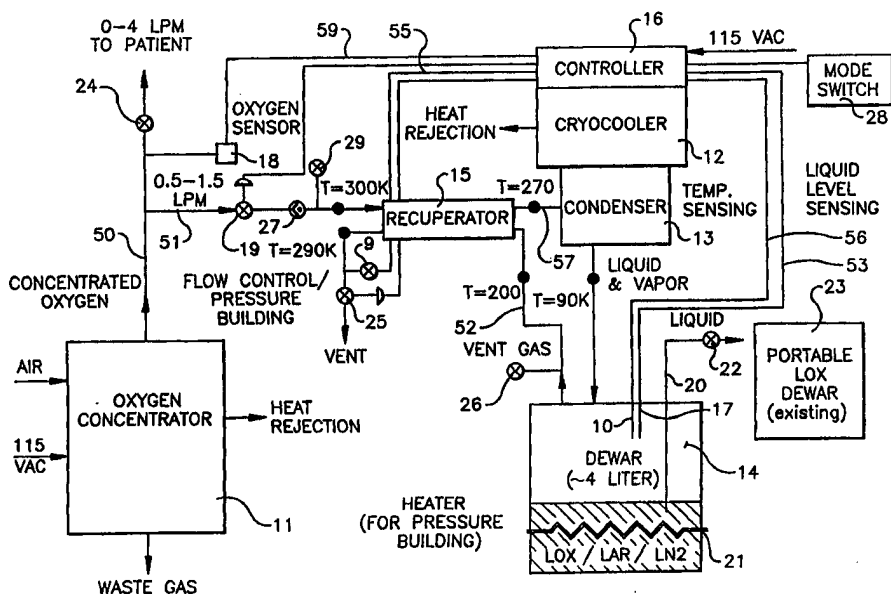 0-4 LPM
TO PATIENT
24
59
55
16
115 VAC
CONTROLLER
MODE
SWITCH
28
OXYGEN
SENSOR
18
29
HEAT
REJECTION
CRYOCOOLER
12
0.5-1.5
LPM
T=300K
15
T=270
TEMP.
SENSING
LIQUID
LEVEL
SENSING
RECUPERATOR
CONDENSER
50
51
19
27
T=290K
9
57
13
56
CONCENTRATED
OXYGEN
FLOW CONTROL/
PRESSURE
BUILDING
25
T=200
T=90K
LIQUID
& VAPOR
53
52
23
VENT
VENT GAS
26
LIQUID
22
20
PORTABLE
LOX
DEWAR
(existing)
AIR
OXYGEN
CONCENTRATOR
HEAT
REJECTION
10
17
115
VAC
DEWAR
(~4 LITER)
14
11
HEATER
(FOR PRESSURE
BUILDING)
LOX/LAR/LN2
21
WASTE GAS